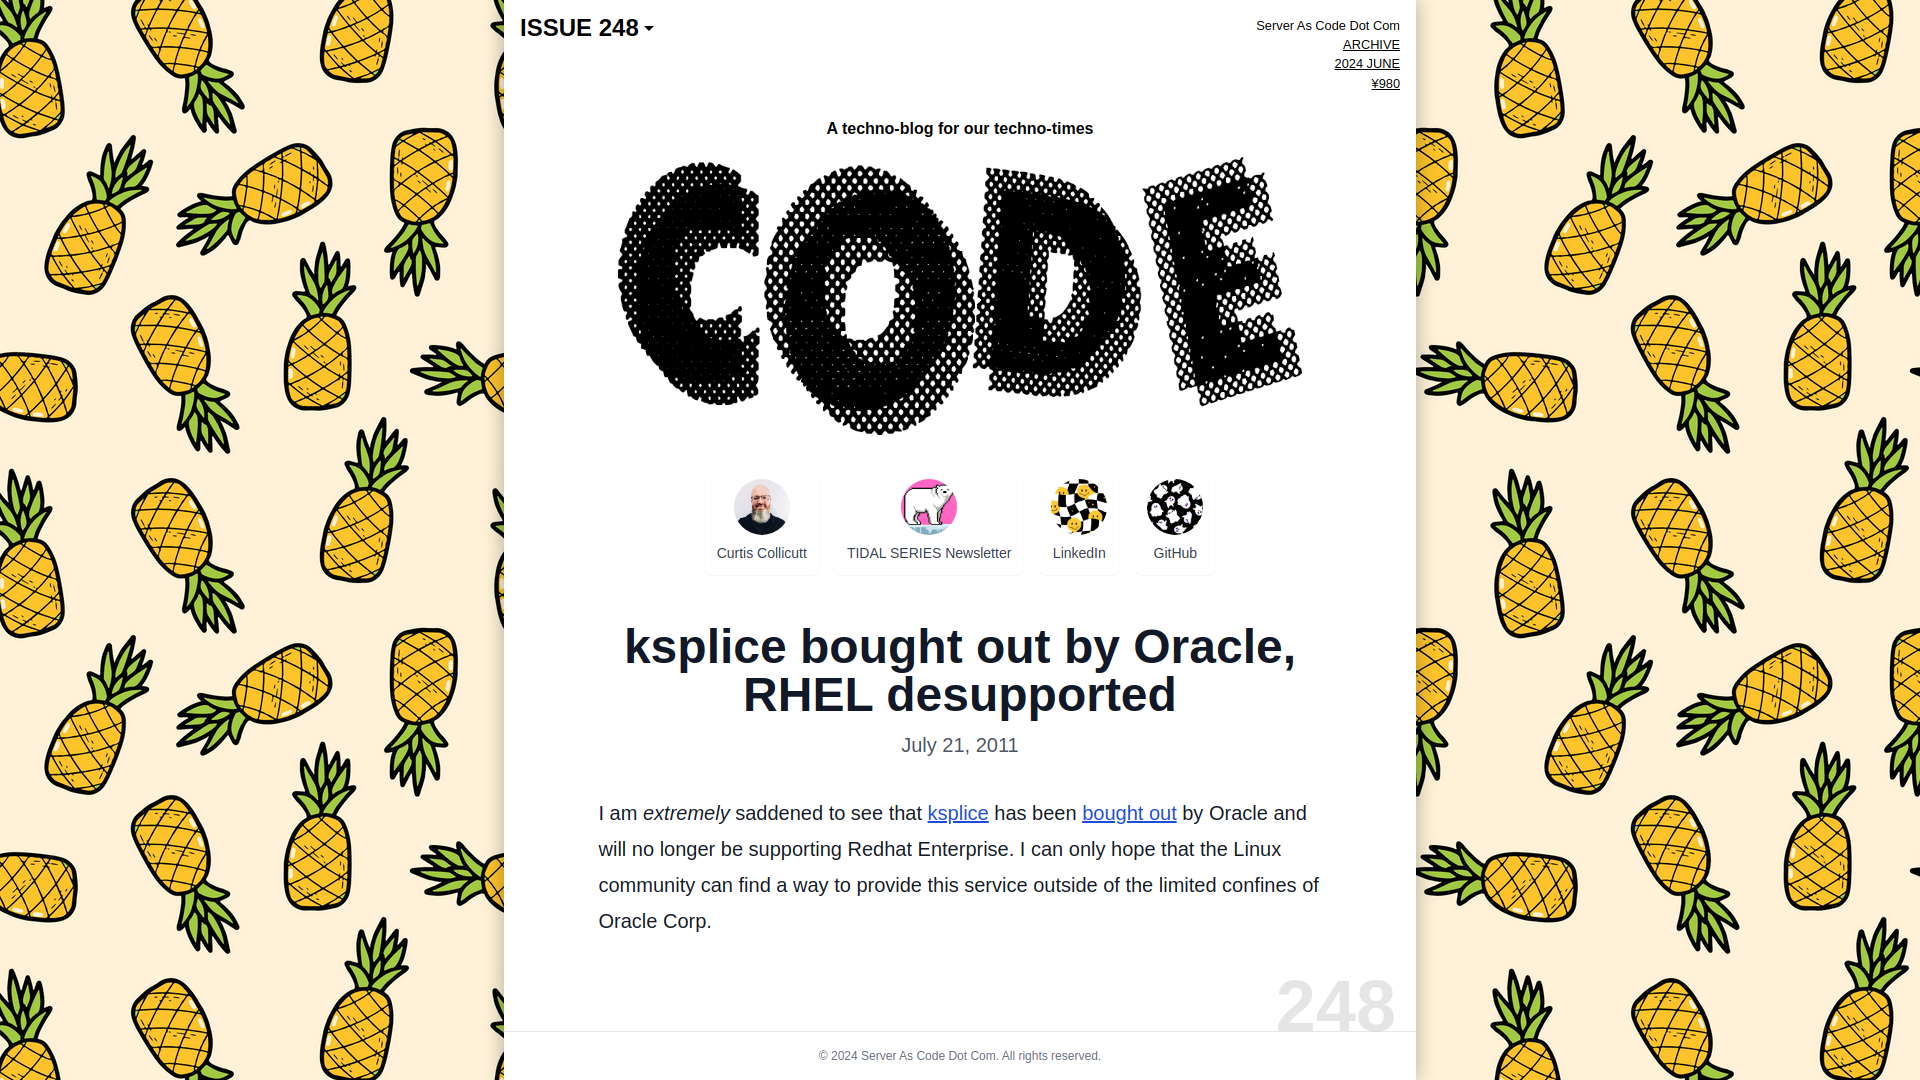 ISSUE 248
Server As Code Dot Com
ARCHIVE
2024 JUNE
¥980
A techno-blog for our techno-times
CODE
Curtis Collicutt
TIDAL SERIES Newsletter
LinkedIn
GitHub
ksplice bought out by Oracle,
RHEL desupported
July 21, 2011
I am extremely saddened to see that ksplice has been bought out by Oracle and
will no longer be supporting Redhat Enterprise. I can only hope that the Linux
community can find a way to provide this service outside of the limited confines of
Oracle Corp.
248
© 2024 Server As Code Dot Com. All rights reserved.